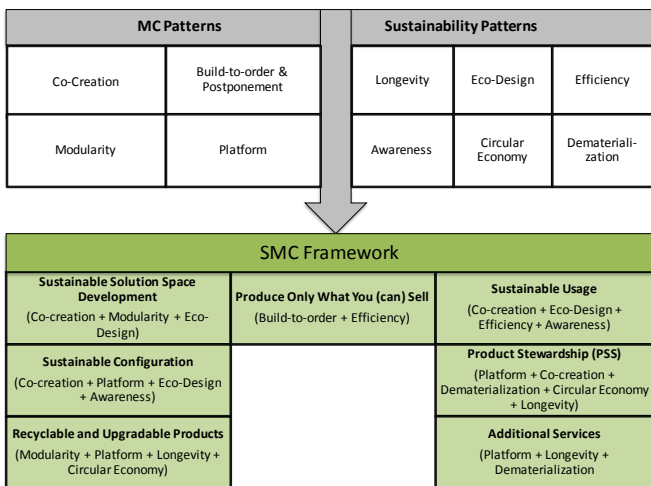 MC Patterns
Sustainability Patterns
Co-Creation
Build-to-order &
Postponement
Longevity
Eco-Design
Efficiency
Modularity
Platform
Awareness
Circular
Economy
Demateriali-
zation
SMC Framework
Sustainable Solution Space
Development
(Co-creation + Modularity + Eco-
Design)
Produce Only What You (can) Sell
(Build-to-order + Efficiency)
Sustainable Usage
(Co-creation + Eco-Design +
Efficiency + Awareness)
Sustainable Configuration
(Co-creation + Platform + Eco-Design
+ Awareness)
Product Stewardship (PSS)
(Platform + Co-creation +
Dematerialization + Circular Economy
+ Longevity)
Recyclable and Upgradable Products
(Modularity + Platform + Longevity +
Circular Economy)
Additional Services
(Platform + Longevity +
Dematerialization